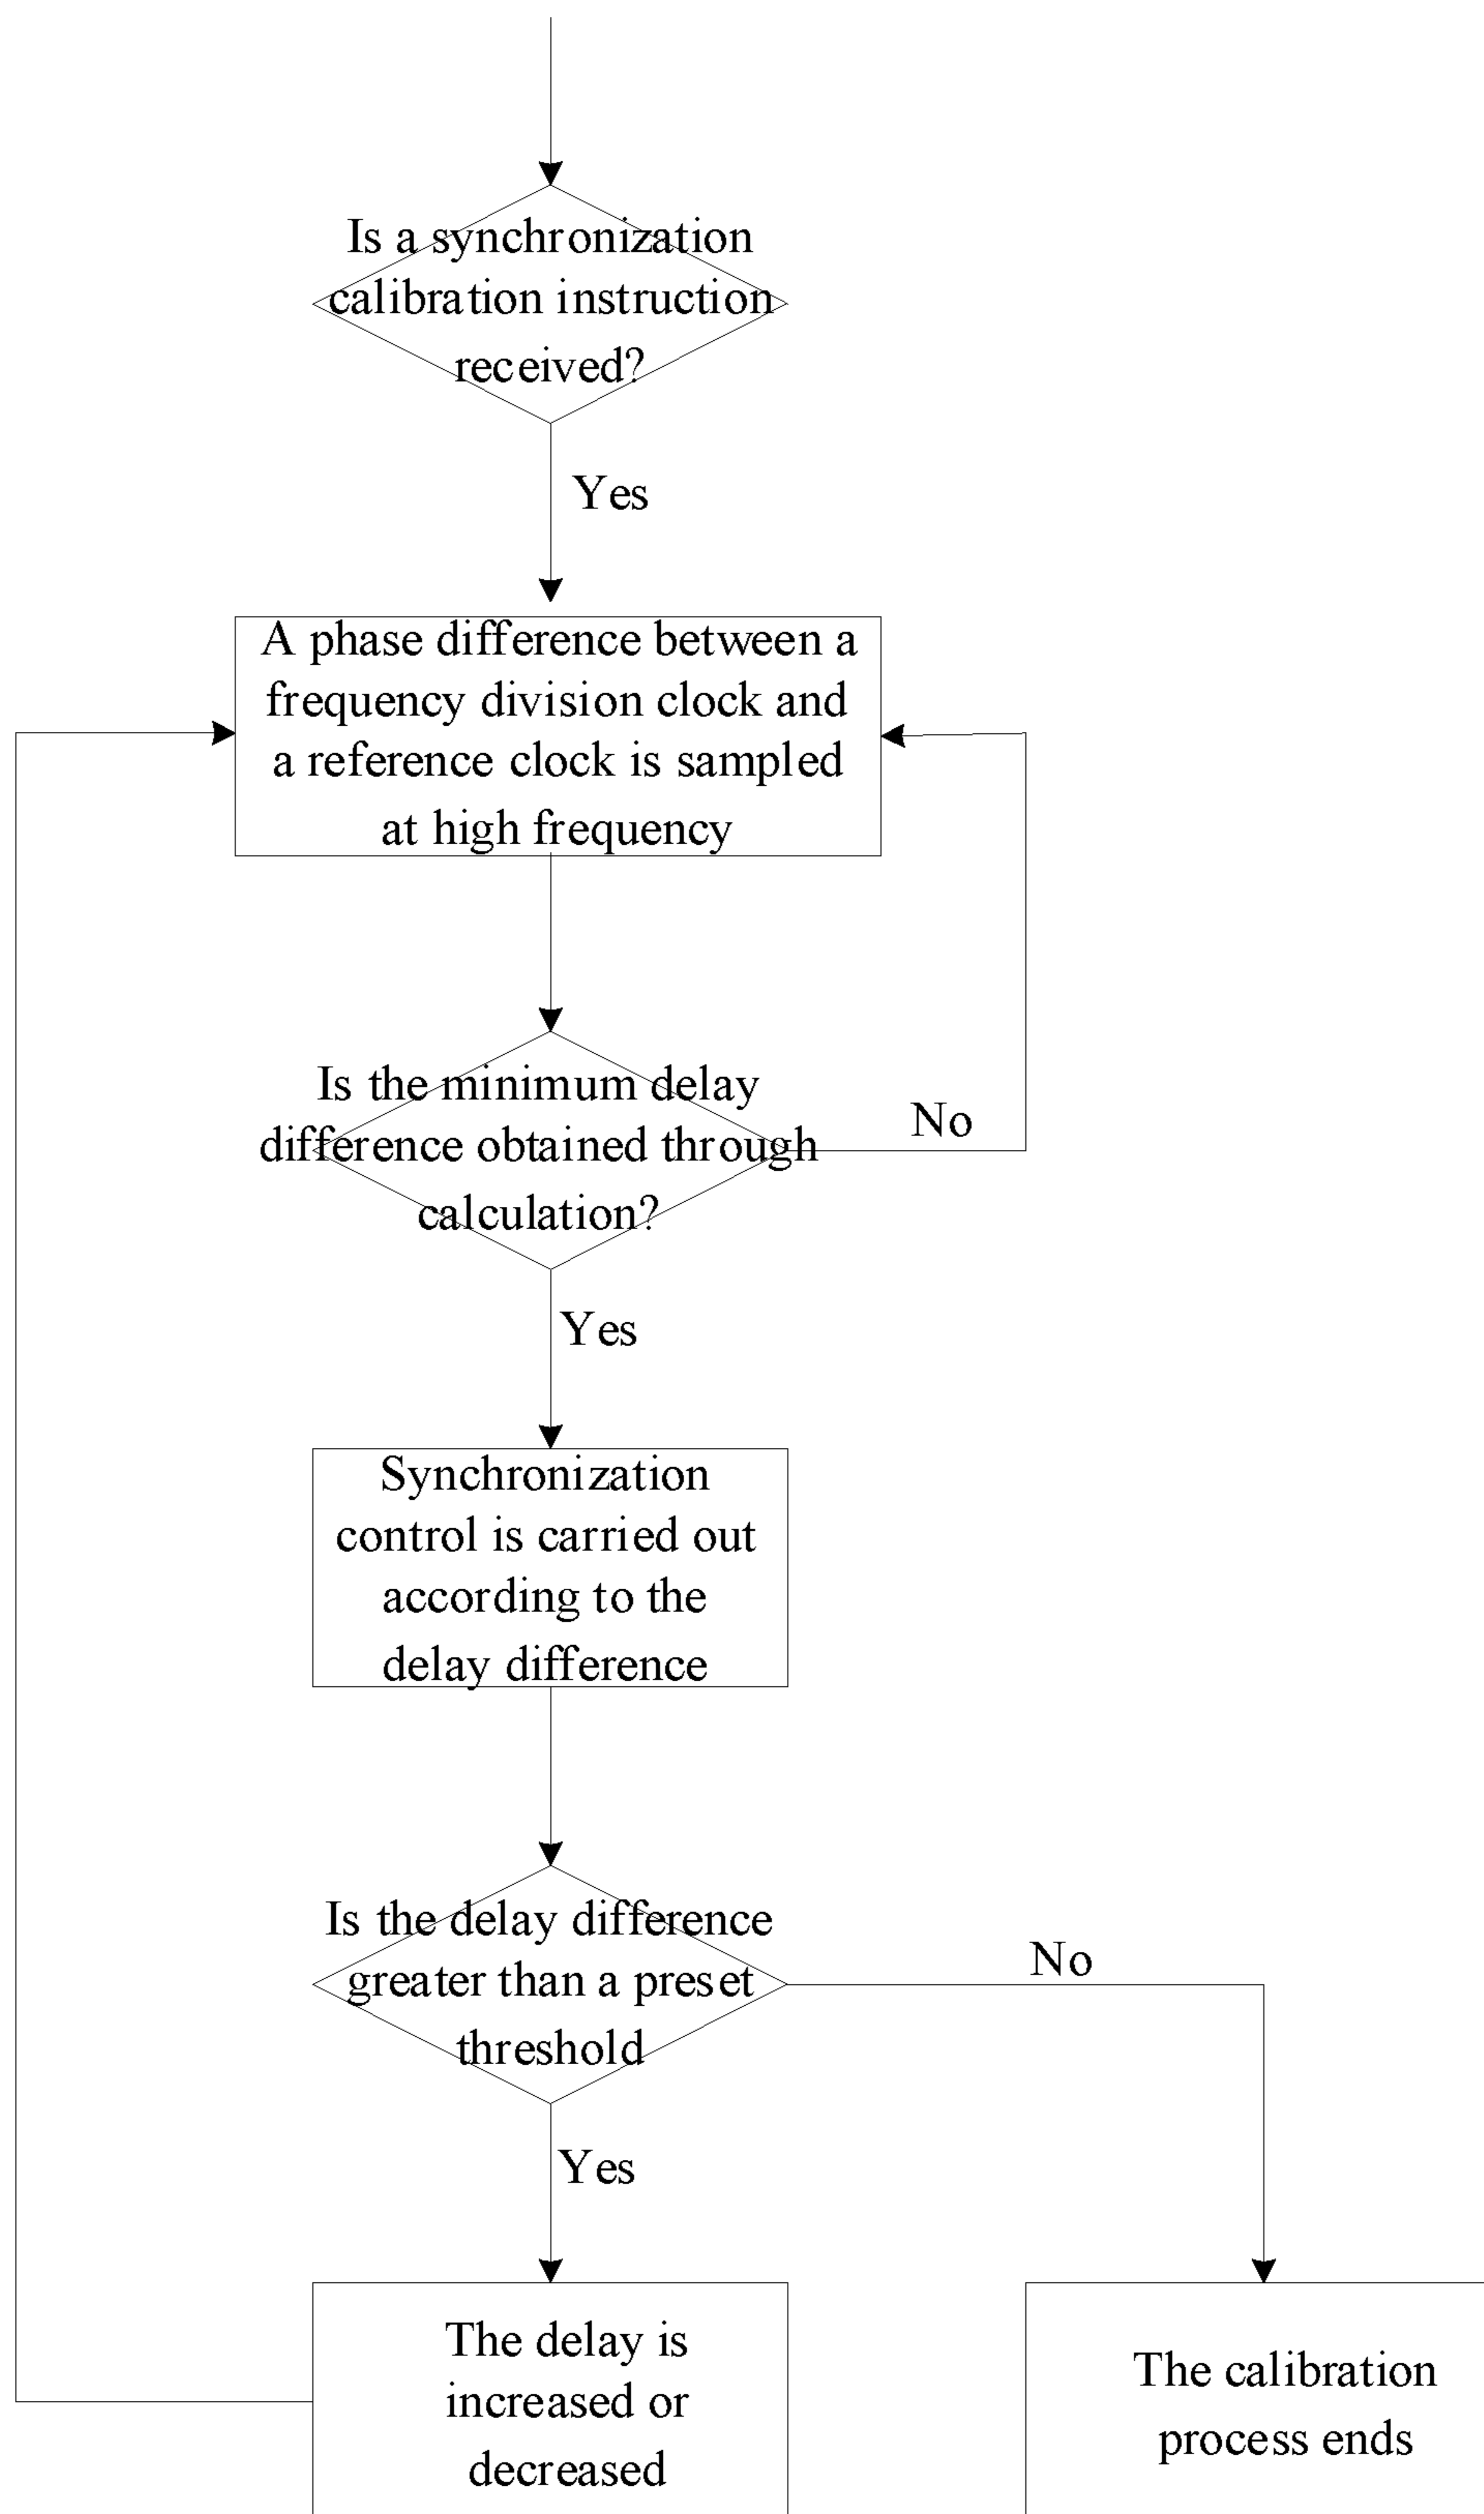 Is a synchronization
calibration instruction
received?
Yes
A phase difference between a
frequency division clock and
a reference clock is sampled
at high frequency
Is the minimum delay
difference obtained through
calculation?
No
Yes
Synchronization
control is carried out
according to the
delay difference
Is the delay difference
greater than a preset
threshold
No
Yes
The delay is
increased or
decreased
The calibration
process ends